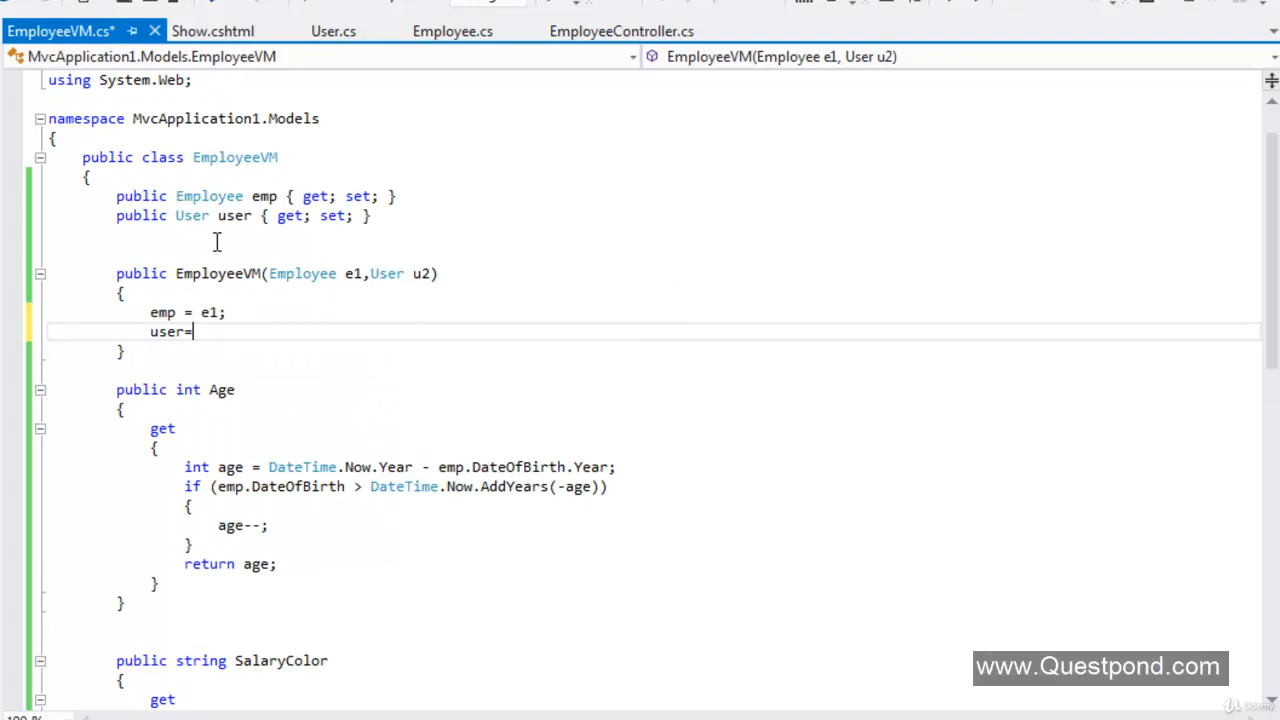 EmployeeVM.cs* Show.cshtml User.cs Employee.cs EmployeeController.cs
MvcApplication1.Models.EmployeeVM EmployeeVM(Employee e1, User u2)
using System.Web;
namespace MvcApplication1.Models
{
public class EmployeeVM
{
public Employee emp { get; set; }
public User user { get; set; }
public EmployeeVM(Employee e1,User u2)
{
emp = e1;
user=
}
public int Age
{
get
{
int age = DateTime.Now.Year - emp.DateOfBirth.Year;
if (emp.DateOfBirth > DateTime.Now.AddYears(-age))
{
age--;
}
return age;
}
}
public string SalaryColor
{
get
www.Questpond.com
Udemy